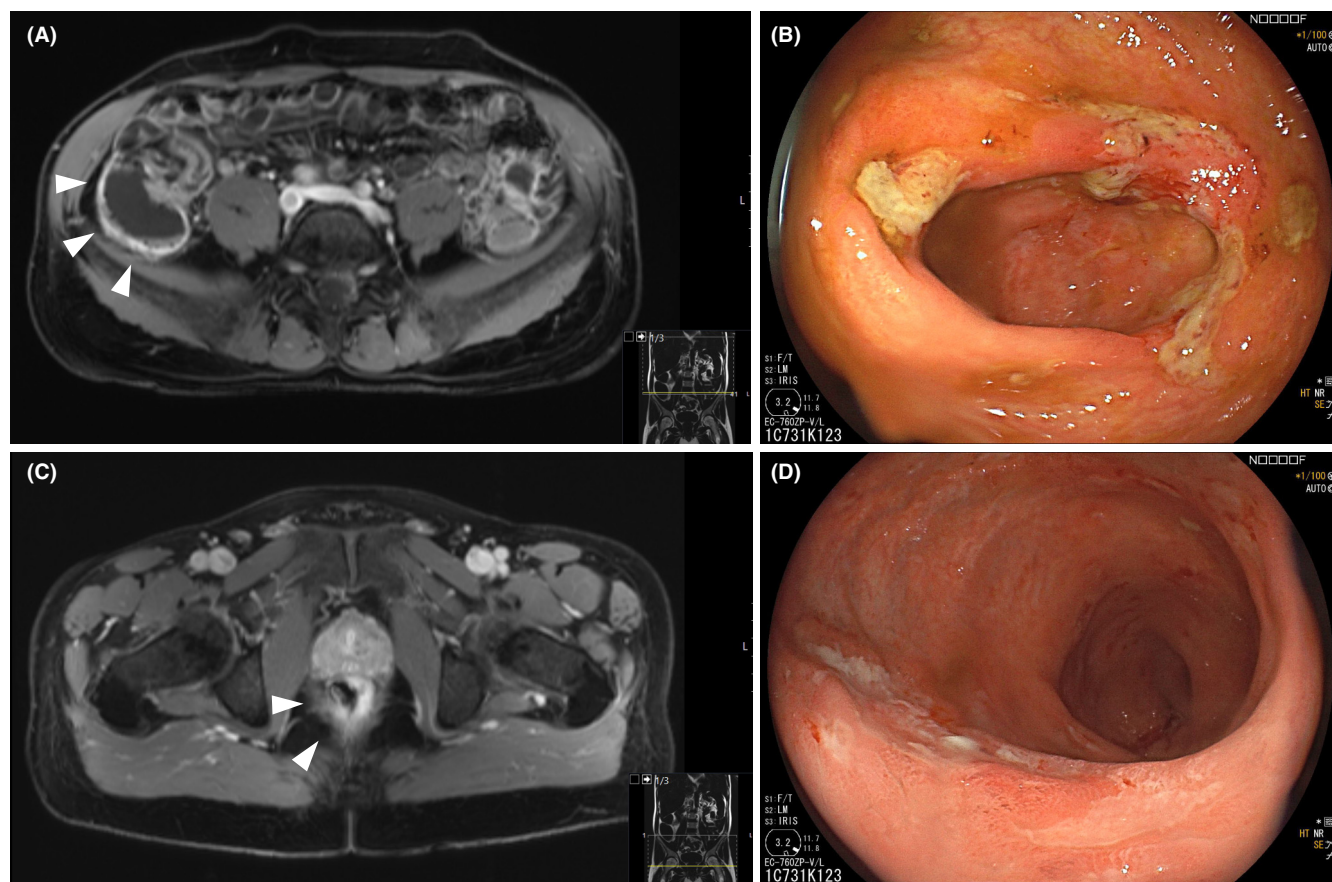 (A)
L
1/3
41
L
(B)
N□□□□F
*1/100
AUTO
S1:F/T
S2:LM
S3:IRIS
3.2
11.7
11.8
EC-760ZP-V/L
1C731K123
HT NR
SE
(C)
L
1/3
1
L
(D)
N□□□□F
*1/100
AUTO
S1:F/T
S2:LM
S3:IRIS
3.2
11.7
11.8
EC-760ZP-V/L
1C731K123
HT NR
SE